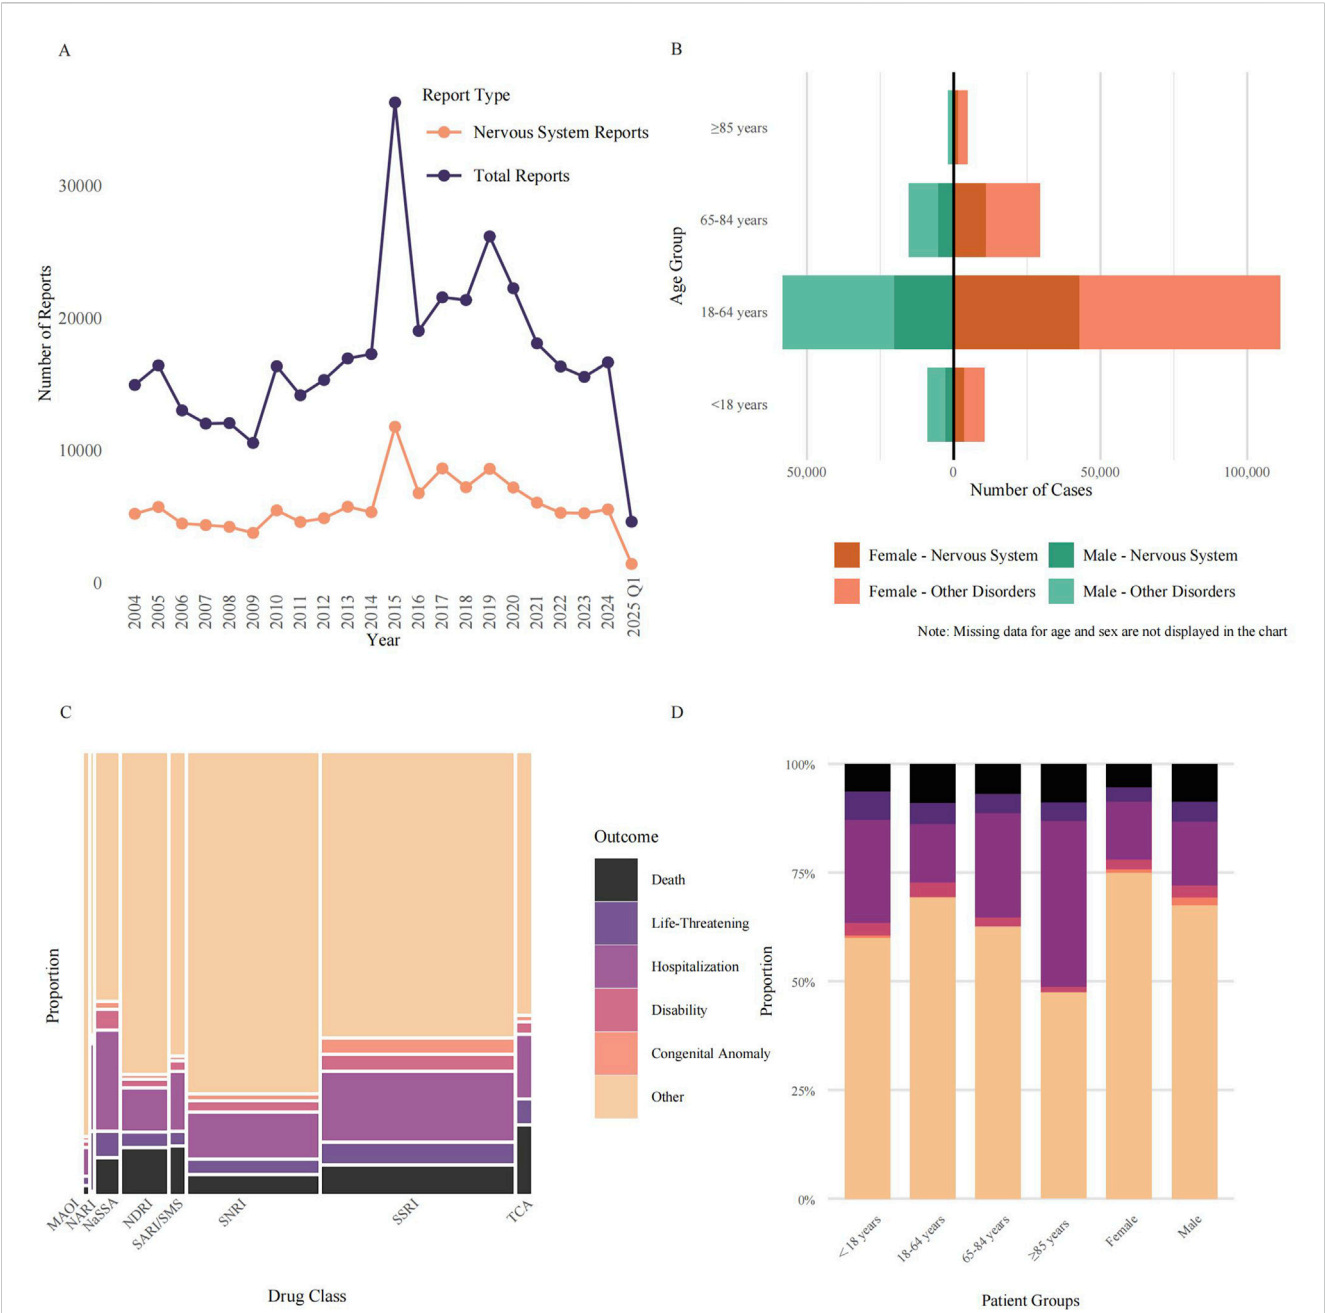 A
Report Type
Nervous System Reports
Total Reports
30000
20000
10000
0
Number of Reports
2004
2005
2006
2007
2008
2009
2010
2011
2012
2013
2014
2015
2016
2017
2018
2019
2020
2021
2022
2023
2024
2025 Q1
Year
B
≥85 years
65-84 years
18-64 years
<18 years
Age Group
50,000
0
50,000
100,000
Number of Cases
Female - Nervous System
Male - Nervous System
Female - Other Disorders
Male - Other Disorders
Note: Missing data for age and sex are not displayed in the chart
C
Proportion
MAOI
NARI
NaSSA
NDRI
SARI/SMS
SNRI
SSRI
TCA
Drug Class
Outcome
Death
Life-Threatening
Hospitalization
Disability
Congenital Anomaly
Other
D
100%
75%
50%
25%
0%
Proportion
<18 years
18-64 years
65-84 years
≥85 years
Female
Male
Patient Groups